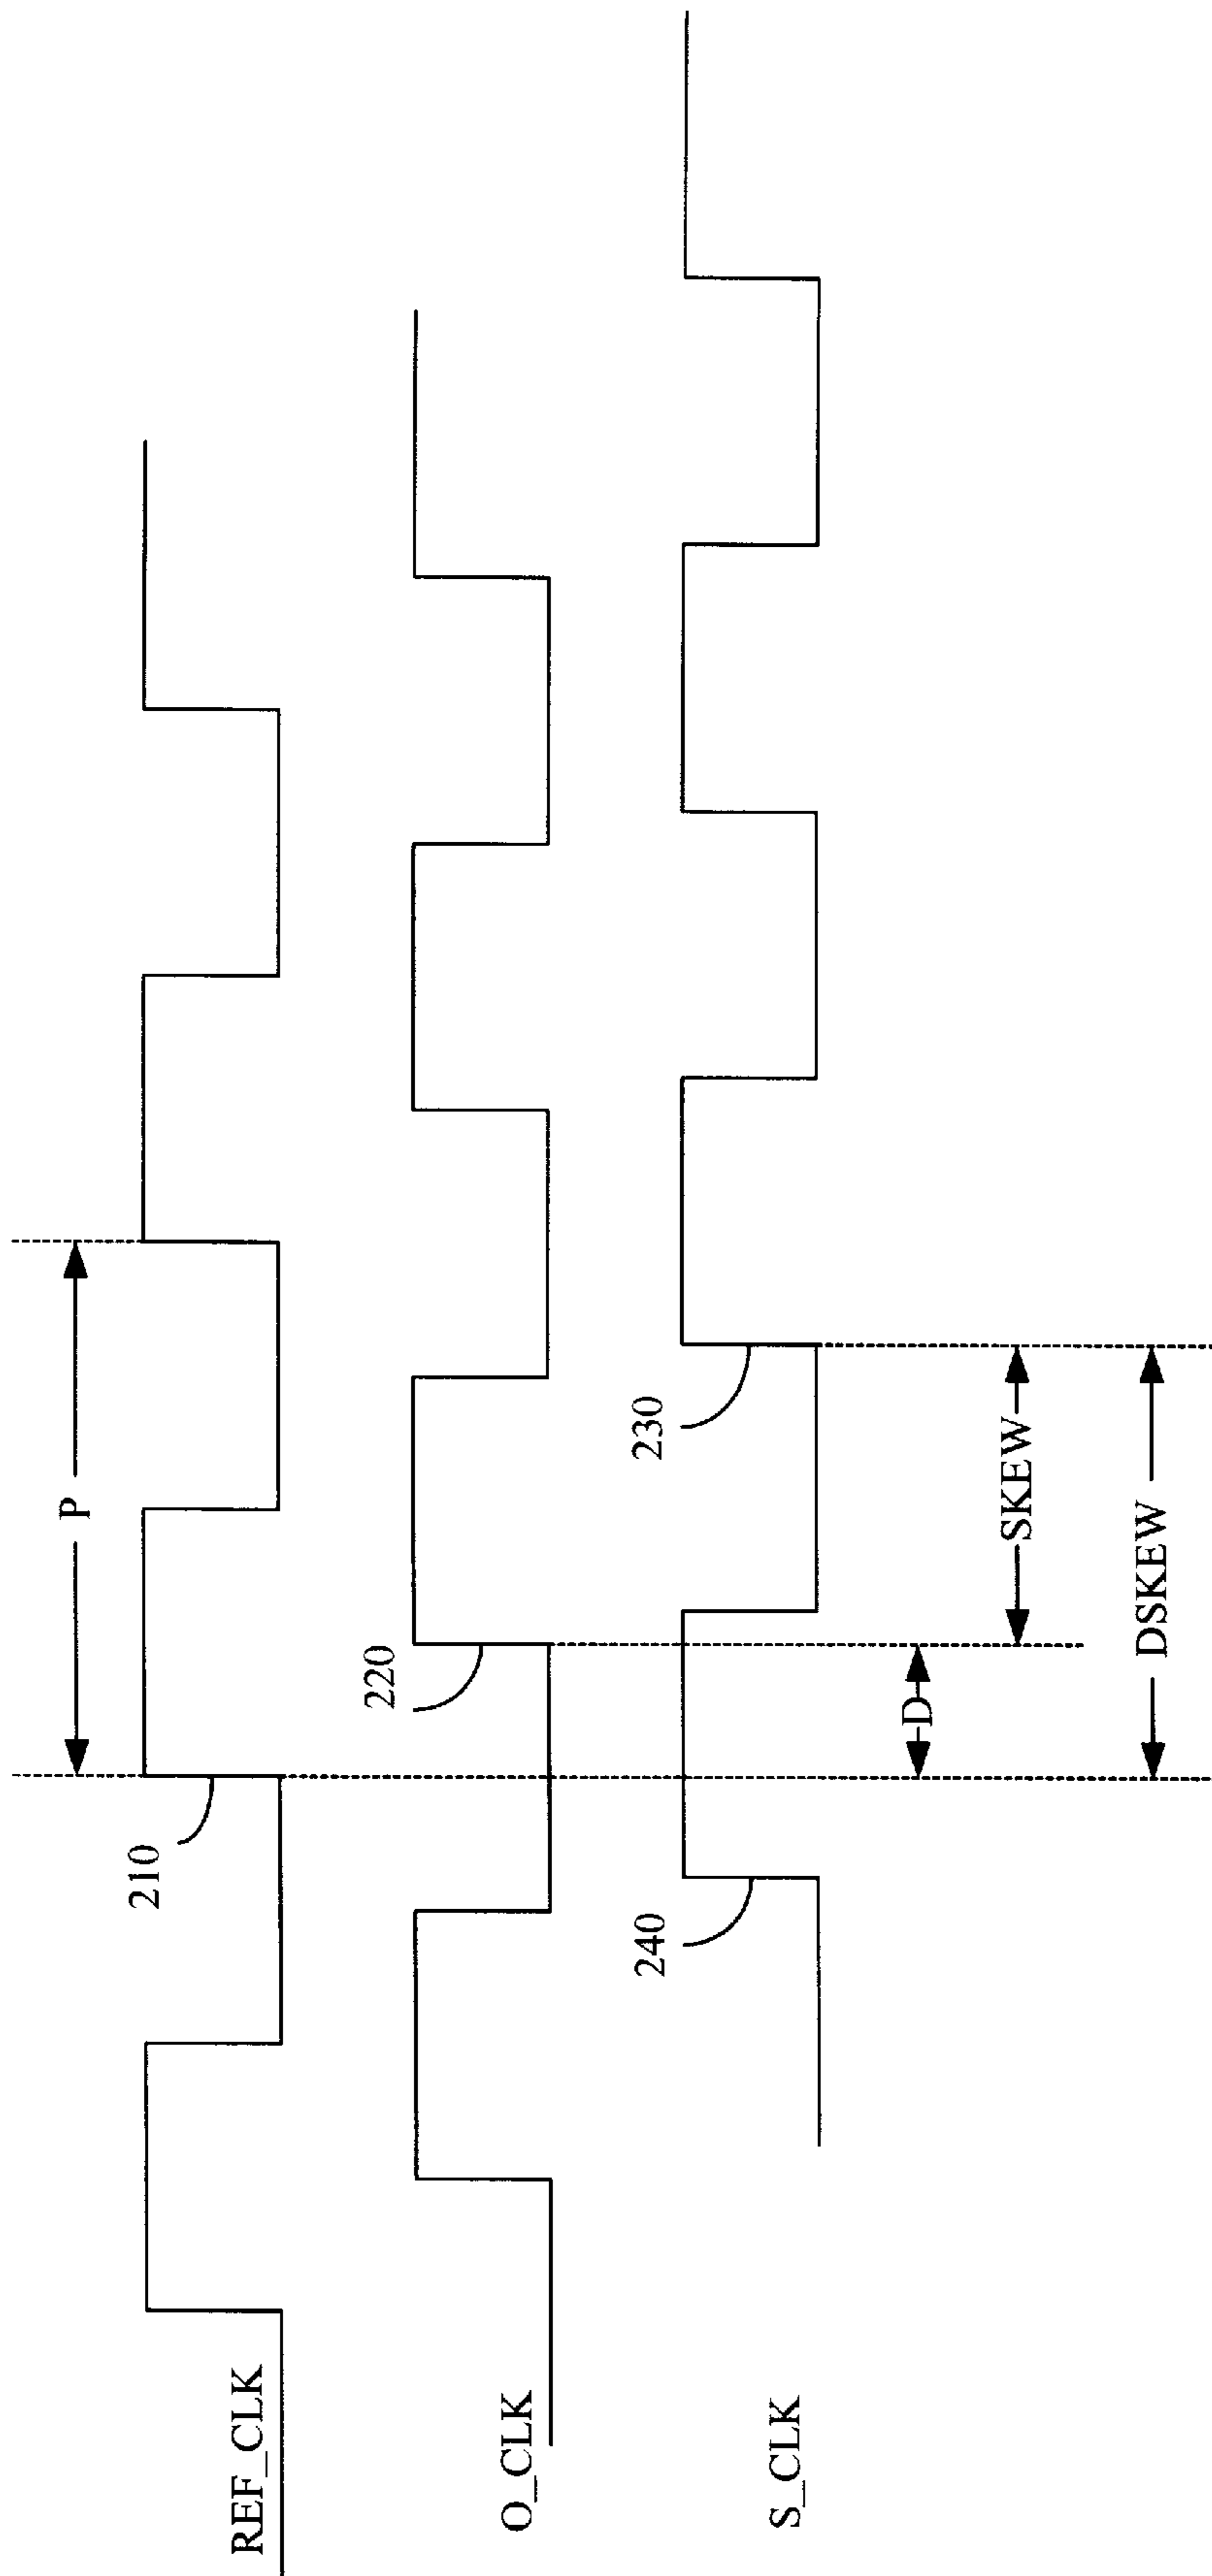 P
REF_CLK
210
O_CLK
220
S_CLK
240
230
D
SKEW
DSKEW